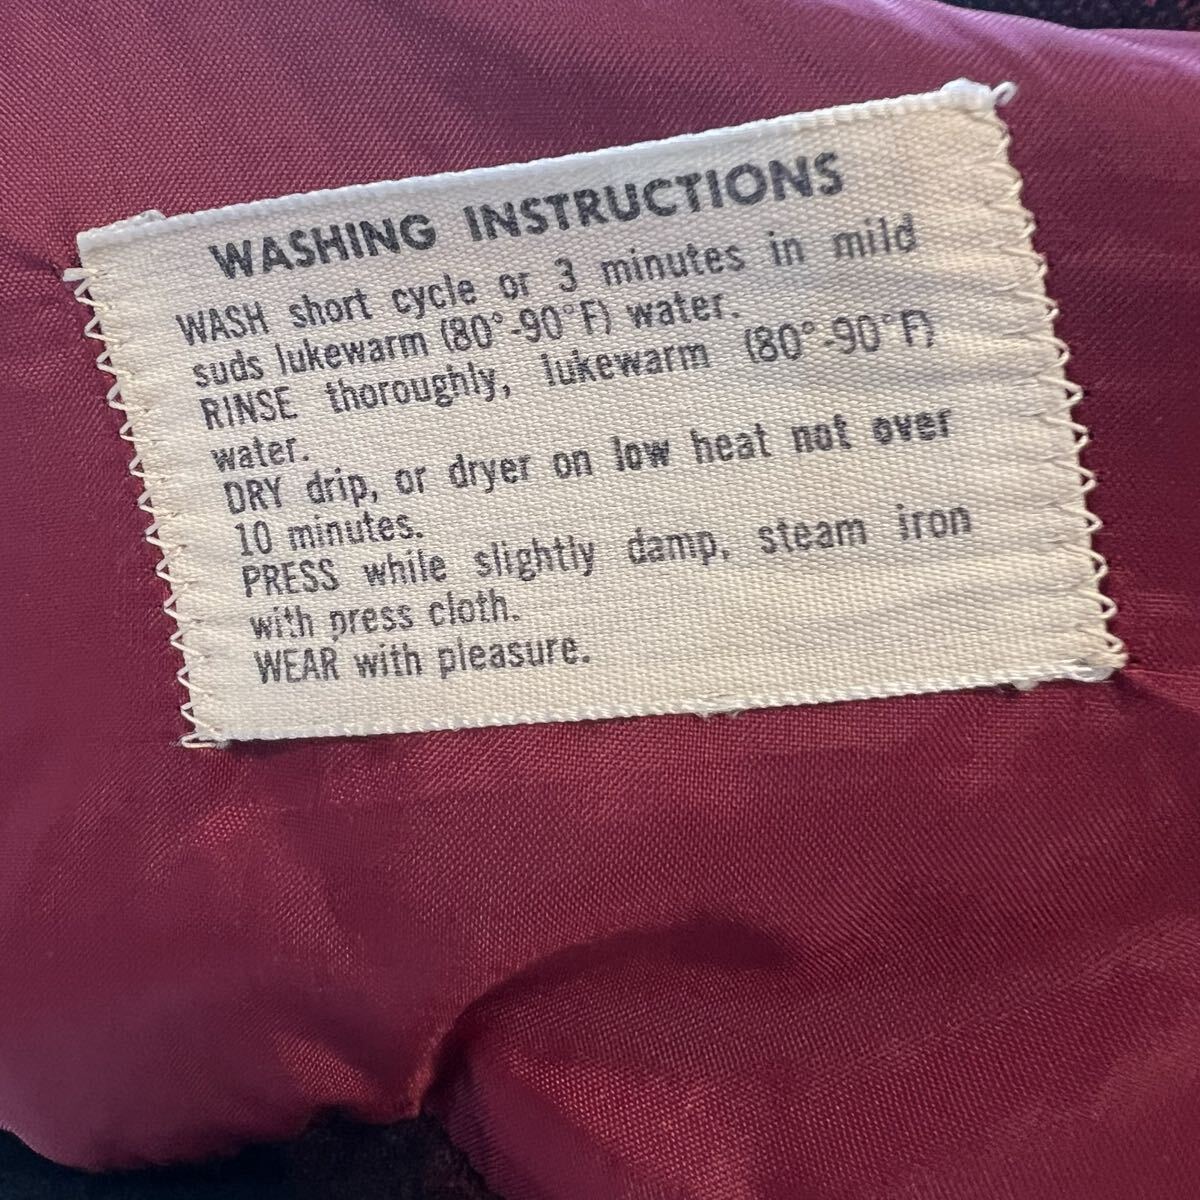 WASHING INSTRUCTIONS
WASH short cycle or 3 minutes in mild
suds lukewarm (80°-90°F) water.
RINSE thoroughly, lukewarm (80°-90°F)
water.
DRY drip, or dryer on low heat not over
10 minutes.
PRESS while slightly damp, steam iron
with press cloth.
WEAR with pleasure.